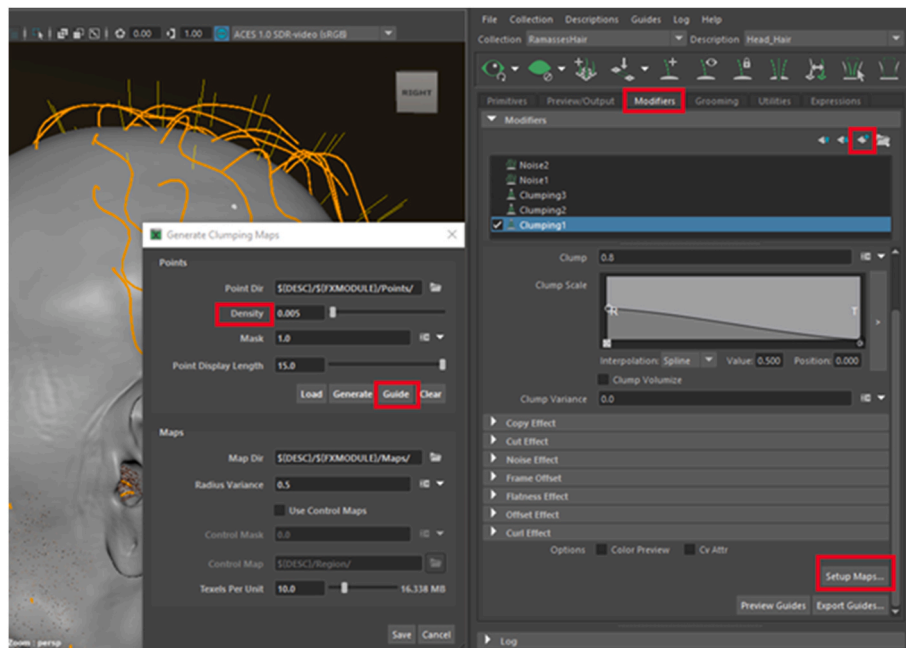 File Collection Descriptions Guides Log Help
Collection RamassesHair Description Head_Hair
0.00 1.00 ACES 1.0 SDR-video (sRGB)
RIGHT
Primitives Preview/Output Modifiers Grooming Utilities Expressions
Modifiers
Noise2
Noise1
Clumping3
Clumping2
Clumping1
Clump 0.8
Clump Scale
R T
Interpolation: Spline Value: 0.500 Position: 0.000
Clump Volumize
Clump Variance 0.0
Copy Effect
Cut Effect
Noise Effect
Frame Offset
Flatness Effect
Offset Effect
Curl Effect
Options Color Preview Cv Attr
Setup Maps...
Preview Guides Export Guides...
Log
Generate Clumping Maps
Points
Point Dir ${DESC}/${FXMODULE}/Points/
Density 0.005
Mask 1.0
Point Display Length 15.0
Load Generate Guide Clear
Maps
Map Dir ${DESC}/${FXMODULE}/Maps/
Radius Variance 0.5
Use Control Maps
Control Mask 0.0
Control Map ${DESC}/Region/
Texels Per Unit 10.0 16.338 MB
Save Cancel
Zoom : persp